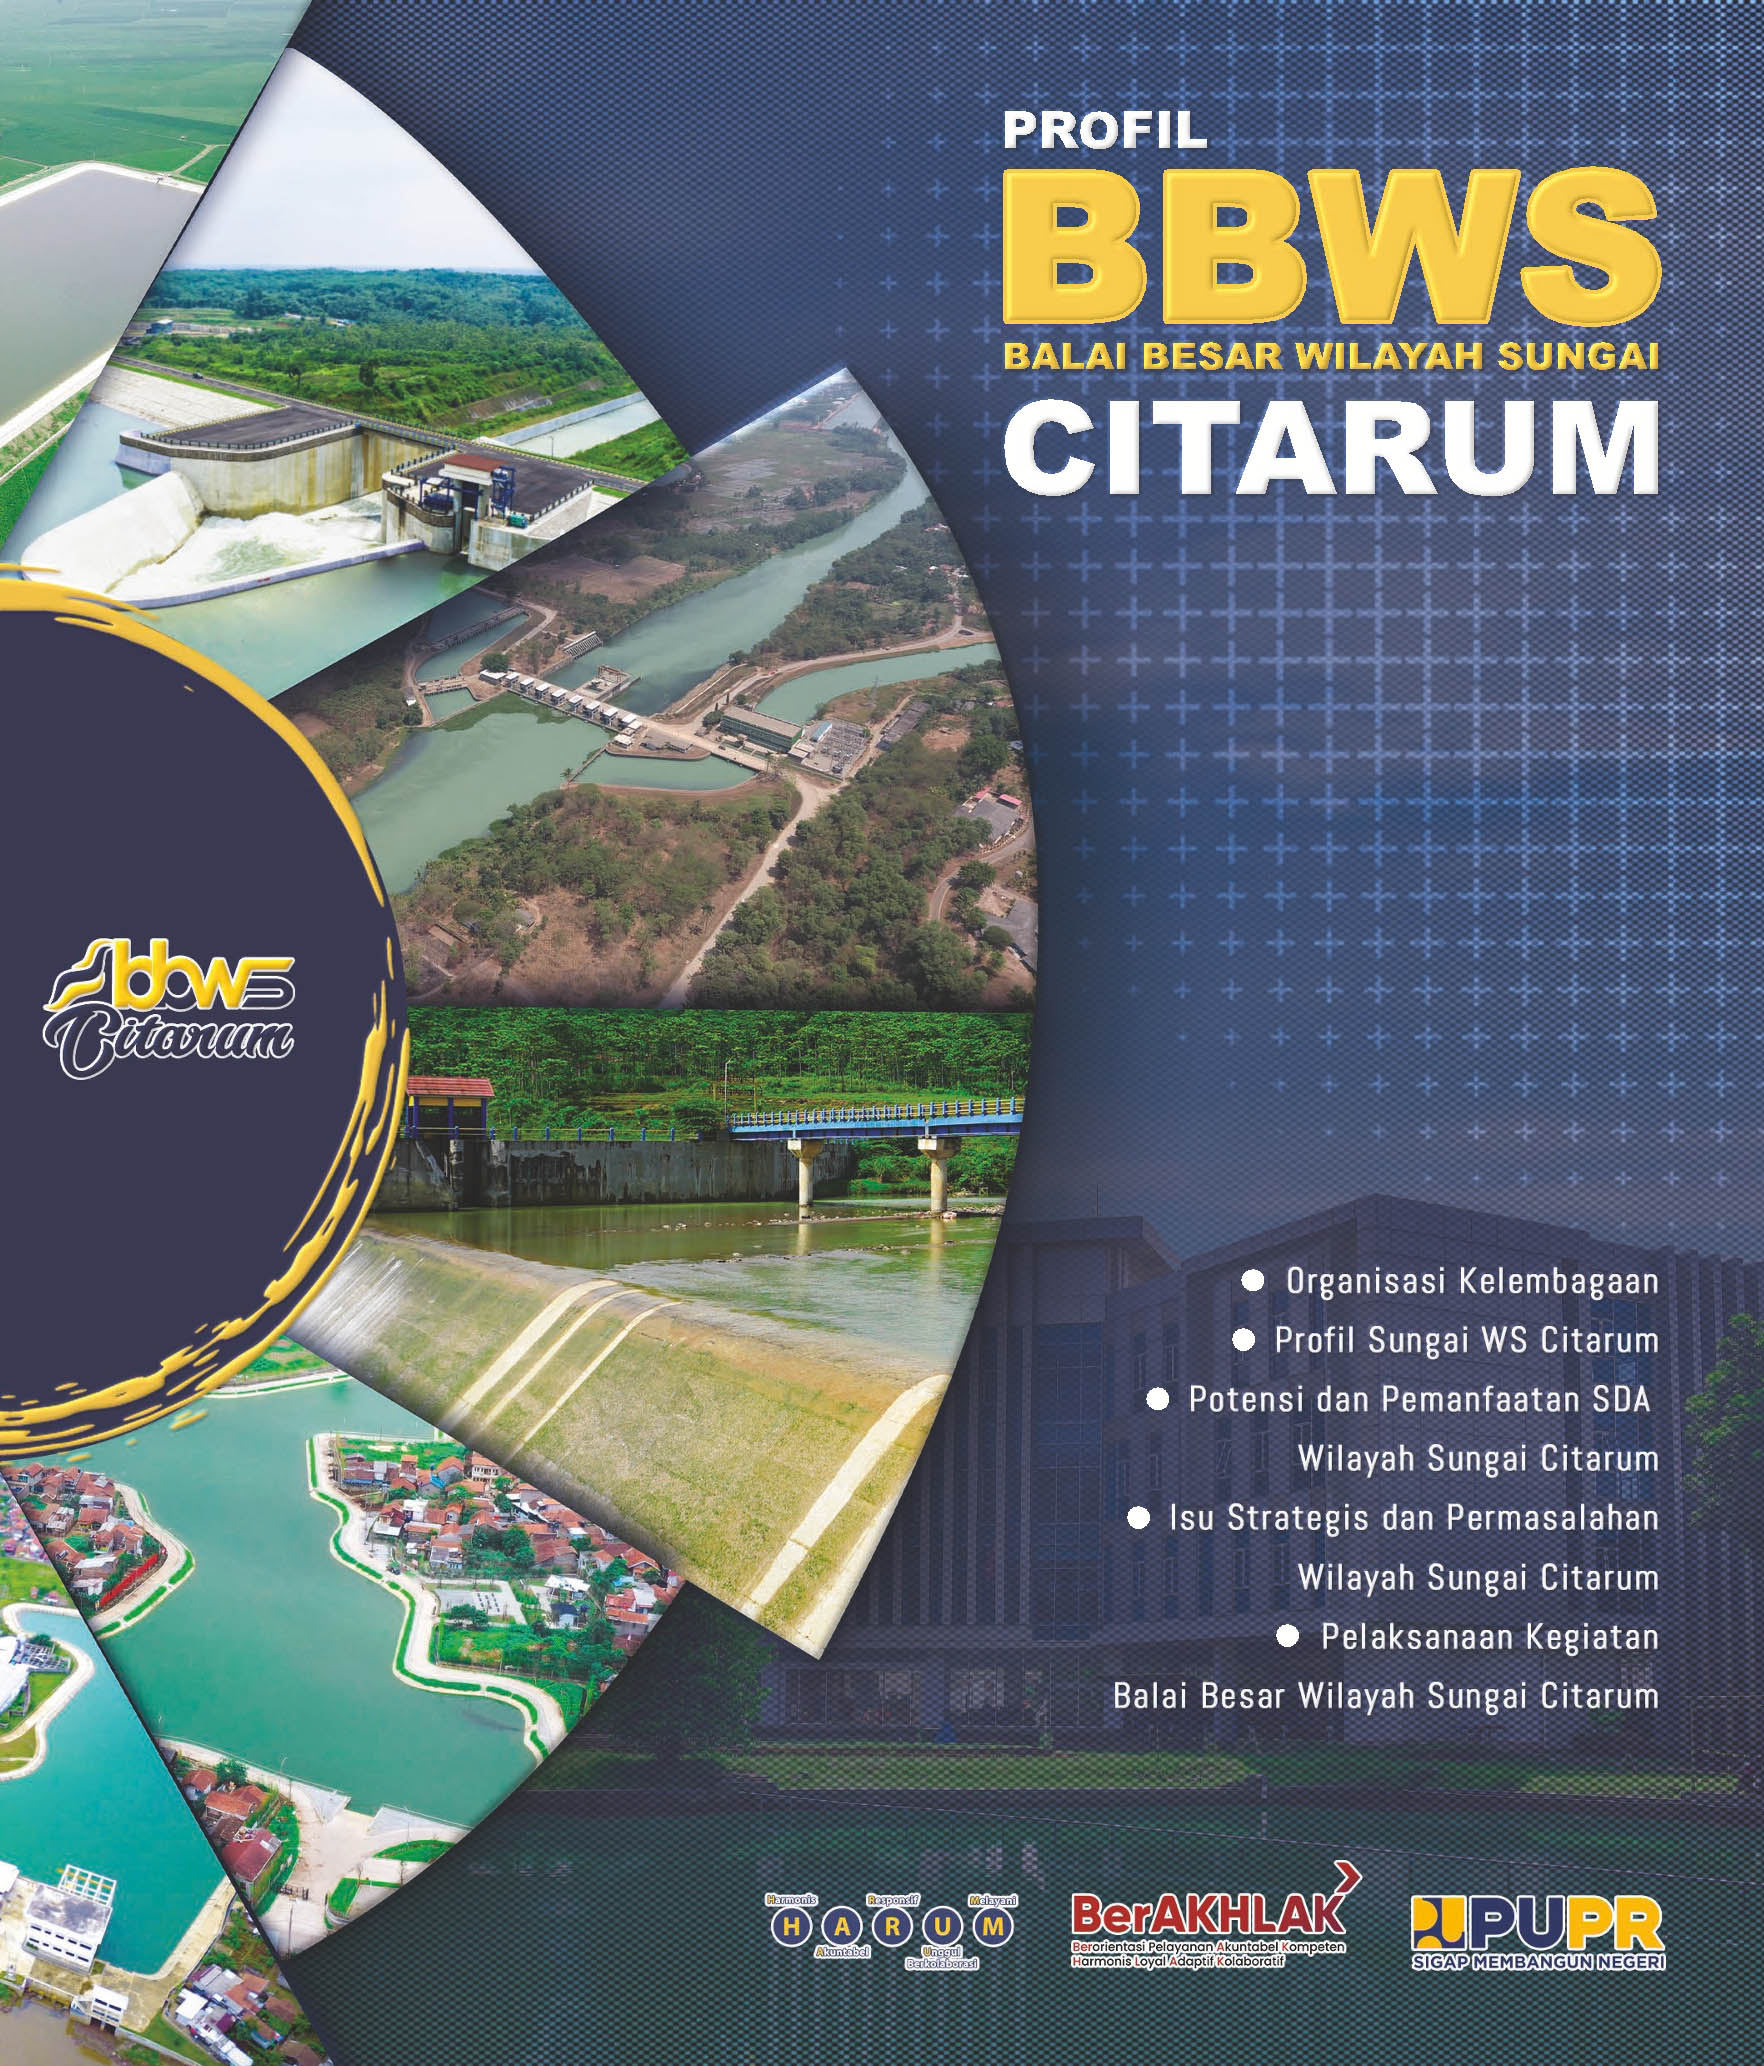 PROFIL
BBWS
BALAI BESAR WILAYAH SUNGAI
CITARUM
bbws
Citarum
Organisasi Kelembagaan
Profil Sungai WS Citarum
Potensi dan Pemanfaatan SDA
Wilayah Sungai Citarum
Isu Strategis dan Permasalahan
Wilayah Sungai Citarum
Pelaksanaan Kegiatan
Balai Besar Wilayah Sungai Citarum
Harmonis Responsif Melayani
H A R U M
Akuntabel Unggul
Berkolaborasi
BerAKHLAK
Berorientasi Pelayanan Akuntabel Kompeten
Harmonis Loyal Adaptif Kolaboratif
PUPR
SIGAP MEMBANGUN NEGERI